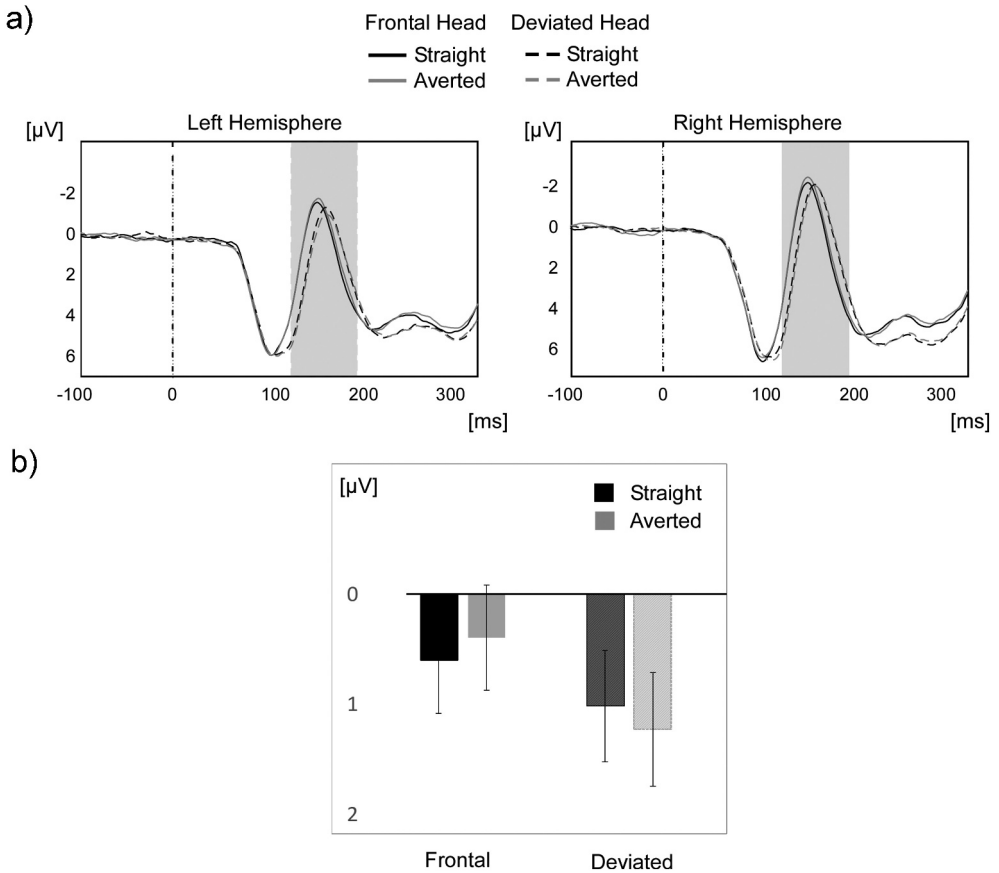 a)
Frontal Head Deviated Head
Straight Straight
Averted Averted
[µV] Left Hemisphere
-2
0
2
4
6
-100 0 100 200 300
[ms]
[µV] Right Hemisphere
-2
0
2
4
6
-100 0 100 200 300
[ms]
b)
[µV]
Straight
Averted
0
1
2
Frontal Deviated